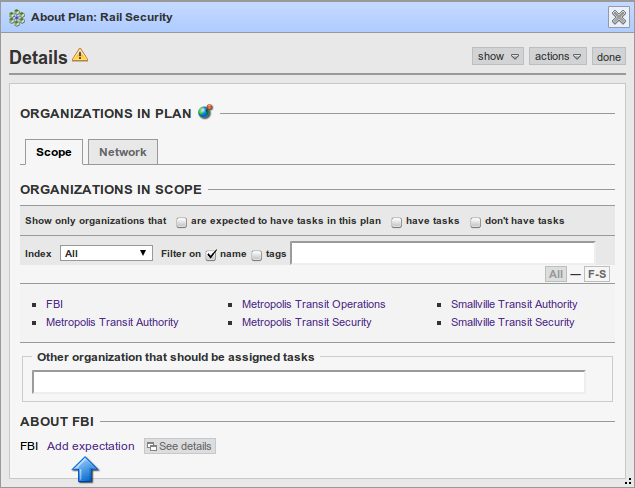 About Plan: Rail Security
Details
show
actions
done
ORGANIZATIONS IN PLAN
Scope
Network
ORGANIZATIONS IN SCOPE
Show only organizations that are expected to have tasks in this plan have tasks don't have tasks
Index All Filter on name tags
All — F-S
FBI Metropolis Transit Operations Smallville Transit Authority
Metropolis Transit Authority Metropolis Transit Security Smallville Transit Security
Other organization that should be assigned tasks
ABOUT FBI
FBI Add expectation See details